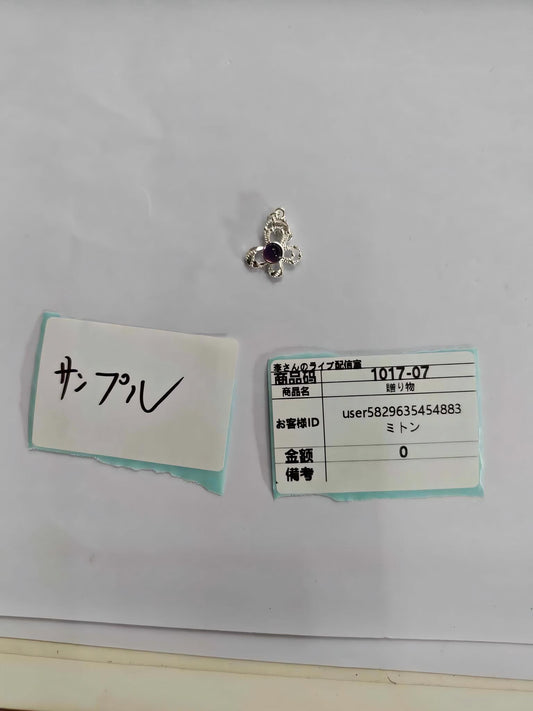 サンプル
李さんのライブ配信室
商品码 1017-07
商品名 贈り物
お客様ID user5829635454883
ミトン
金额 0
備考